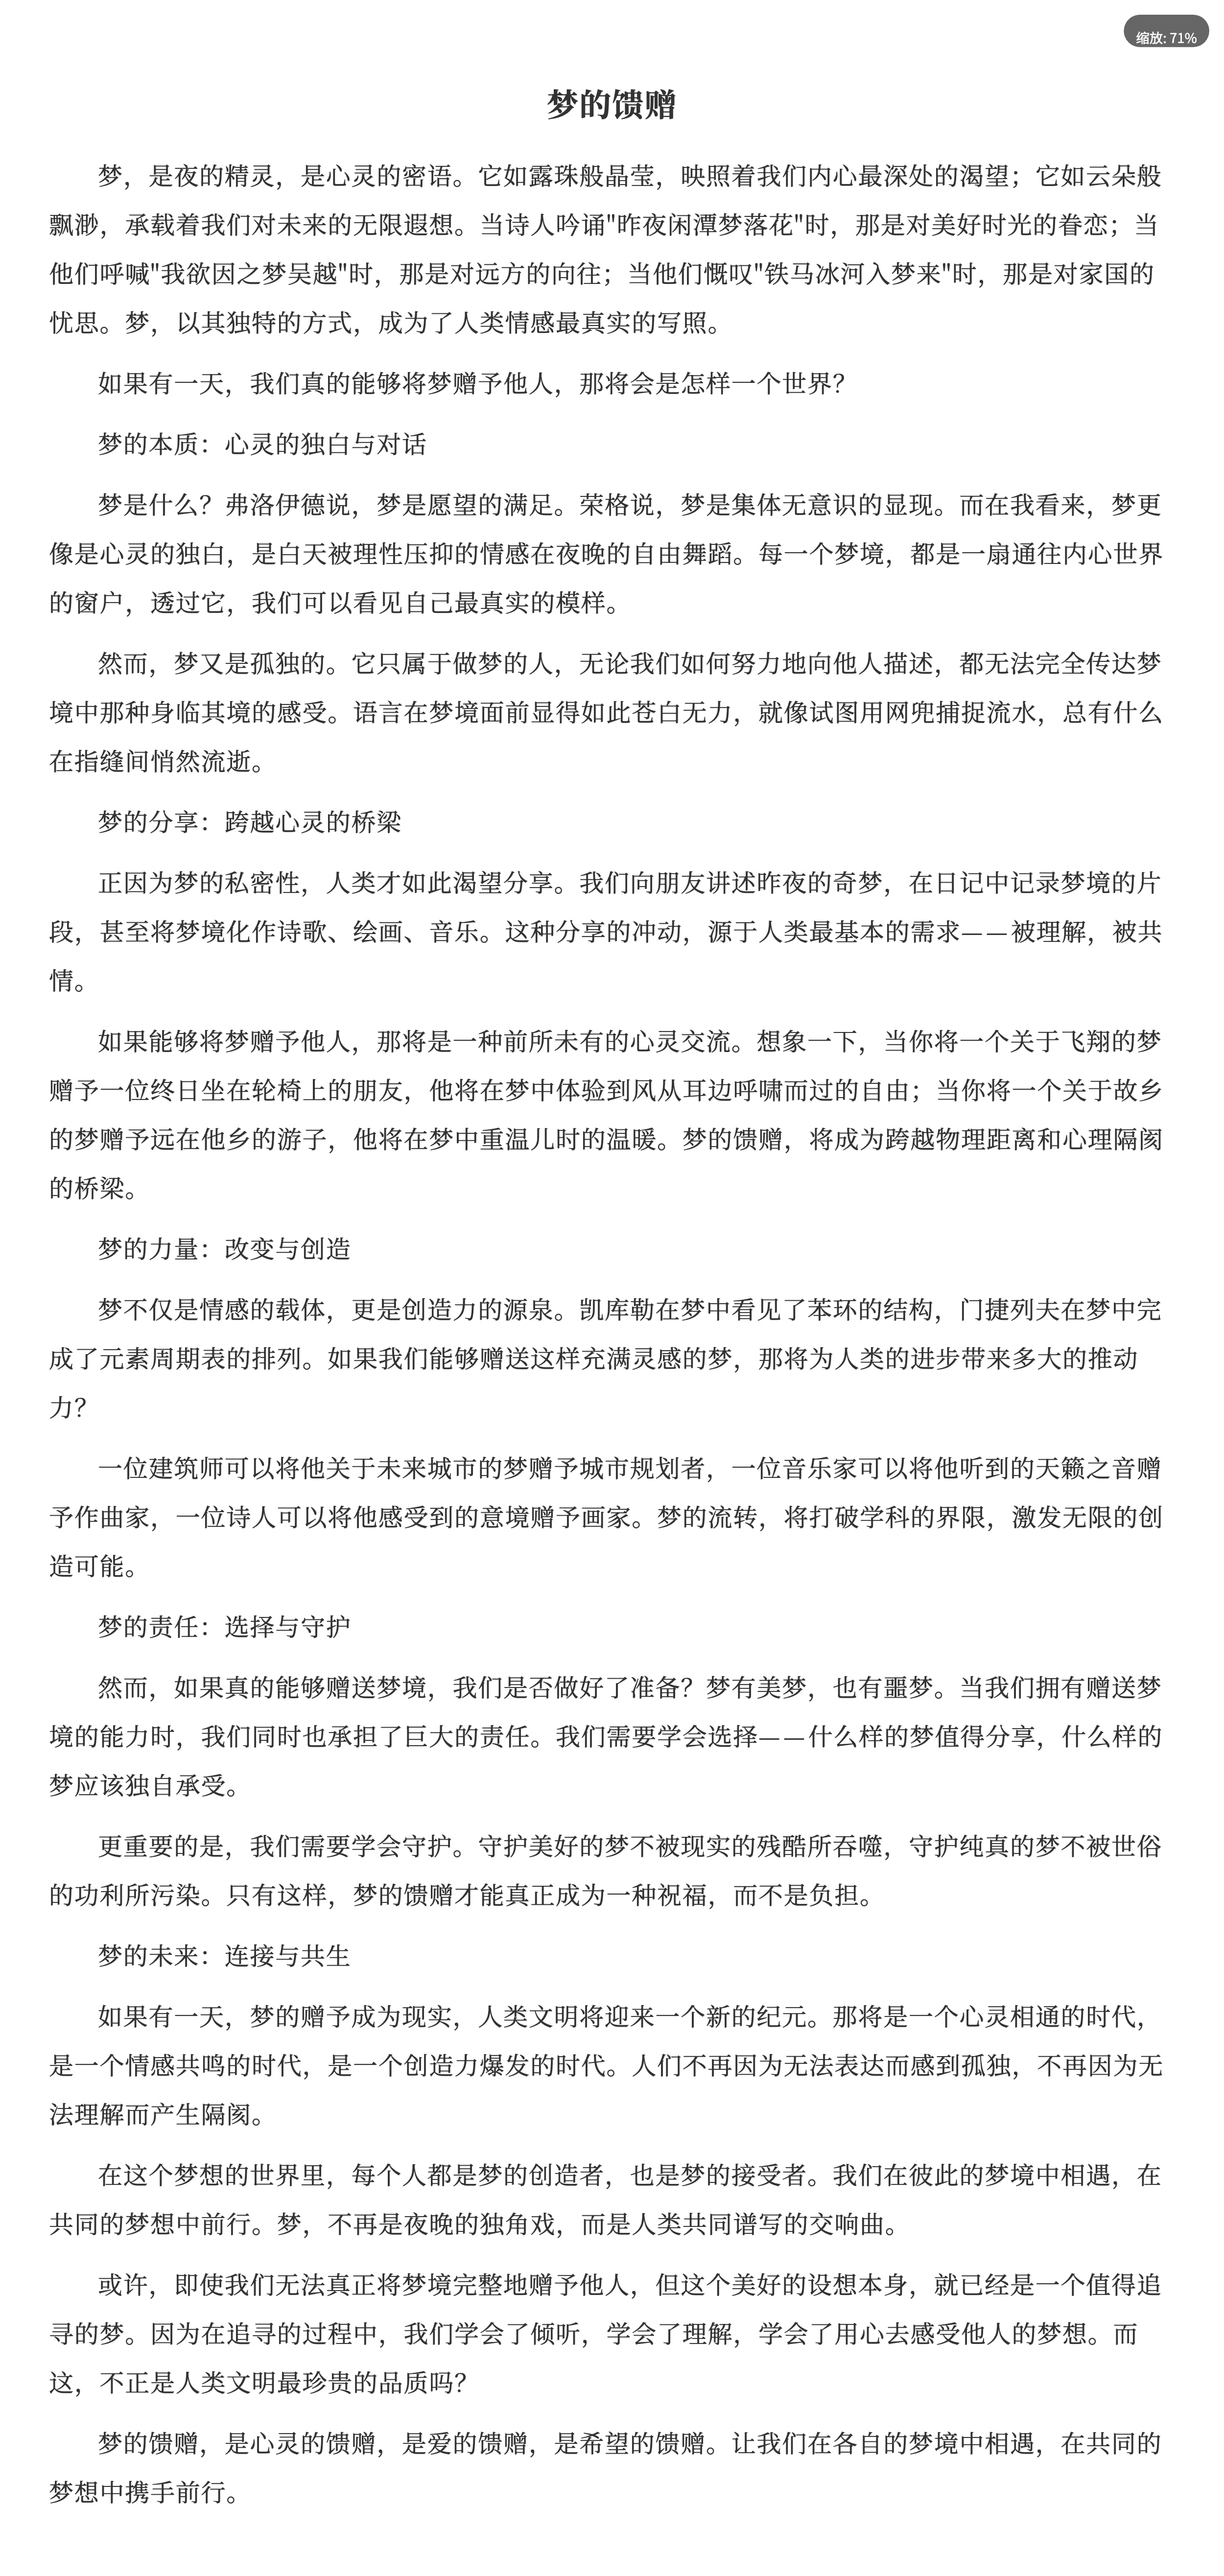 缩放: 71%
梦的馈赠
梦，是夜的精灵，是心灵的密语。它如露珠般晶莹，映照着我们内心最深处的渴望；它如云朵般
飘渺，承载着我们对未来的无限遐想。当诗人吟诵"昨夜闲潭梦落花"时，那是对美好时光的眷恋；当
他们呼喊"我欲因之梦吴越"时，那是对远方的向往；当他们慨叹"铁马冰河入梦来"时，那是对家国的
忧思。梦，以其独特的方式，成为了人类情感最真实的写照。
如果有一天，我们真的能够将梦赠予他人，那将会是怎样一个世界？
梦的本质：心灵的独白与对话
梦是什么？弗洛伊德说，梦是愿望的满足。荣格说，梦是集体无意识的显现。而在我看来，梦更
像是心灵的独白，是白天被理性压抑的情感在夜晚的自由舞蹈。每一个梦境，都是一扇通往内心世界
的窗户，透过它，我们可以看见自己最真实的模样。
然而，梦又是孤独的。它只属于做梦的人，无论我们如何努力地向他人描述，都无法完全传达梦
境中那种身临其境的感受。语言在梦境面前显得如此苍白无力，就像试图用网兜捕捉流水，总有什么
在指缝间悄然流逝。
梦的分享：跨越心灵的桥梁
正因为梦的私密性，人类才如此渴望分享。我们向朋友讲述昨夜的奇梦，在日记中记录梦境的片
段，甚至将梦境化作诗歌、绘画、音乐。这种分享的冲动，源于人类最基本的需求——被理解，被共
情。
如果能够将梦赠予他人，那将是一种前所未有的心灵交流。想象一下，当你将一个关于飞翔的梦
赠予一位终日坐在轮椅上的朋友，他将在梦中体验到风从耳边呼啸而过的自由；当你将一个关于故乡
的梦赠予远在他乡的游子，他将在梦中重温儿时的温暖。梦的馈赠，将成为跨越物理距离和心理隔阂
的桥梁。
梦的力量：改变与创造
梦不仅是情感的载体，更是创造力的源泉。凯库勒在梦中看见了苯环的结构，门捷列夫在梦中完
成了元素周期表的排列。如果我们能够赠送这样充满灵感的梦，那将为人类的进步带来多大的推动
力？
一位建筑师可以将他关于未来城市的梦赠予城市规划者，一位音乐家可以将他听到的天籁之音赠
予作曲家，一位诗人可以将他感受到的意境赠予画家。梦的流转，将打破学科的界限，激发无限的创
造可能。
梦的责任：选择与守护
然而，如果真的能够赠送梦境，我们是否做好了准备？梦有美梦，也有噩梦。当我们拥有赠送梦
境的能力时，我们同时也承担了巨大的责任。我们需要学会选择——什么样的梦值得分享，什么样的
梦应该独自承受。
更重要的是，我们需要学会守护。守护美好的梦不被现实的残酷所吞噬，守护纯真的梦不被世俗
的功利所污染。只有这样，梦的馈赠才能真正成为一种祝福，而不是负担。
梦的未来：连接与共生
如果有一天，梦的赠予成为现实，人类文明将迎来一个新的纪元。那将是一个心灵相通的时代，
是一个情感共鸣的时代，是一个创造力爆发的时代。人们不再因为无法表达而感到孤独，不再因为无
法理解而产生隔阂。
在这个梦想的世界里，每个人都是梦的创造者，也是梦的接受者。我们在彼此的梦境中相遇，在
共同的梦想中前行。梦，不再是夜晚的独角戏，而是人类共同谱写的交响曲。
或许，即使我们无法真正将梦境完整地赠予他人，但这个美好的设想本身，就已经是一个值得追
寻的梦。因为在追寻的过程中，我们学会了倾听，学会了理解，学会了用心去感受他人的梦想。而
这，不正是人类文明最珍贵的品质吗？
梦的馈赠，是心灵的馈赠，是爱的馈赠，是希望的馈赠。让我们在各自的梦境中相遇，在共同的
梦想中携手前行。